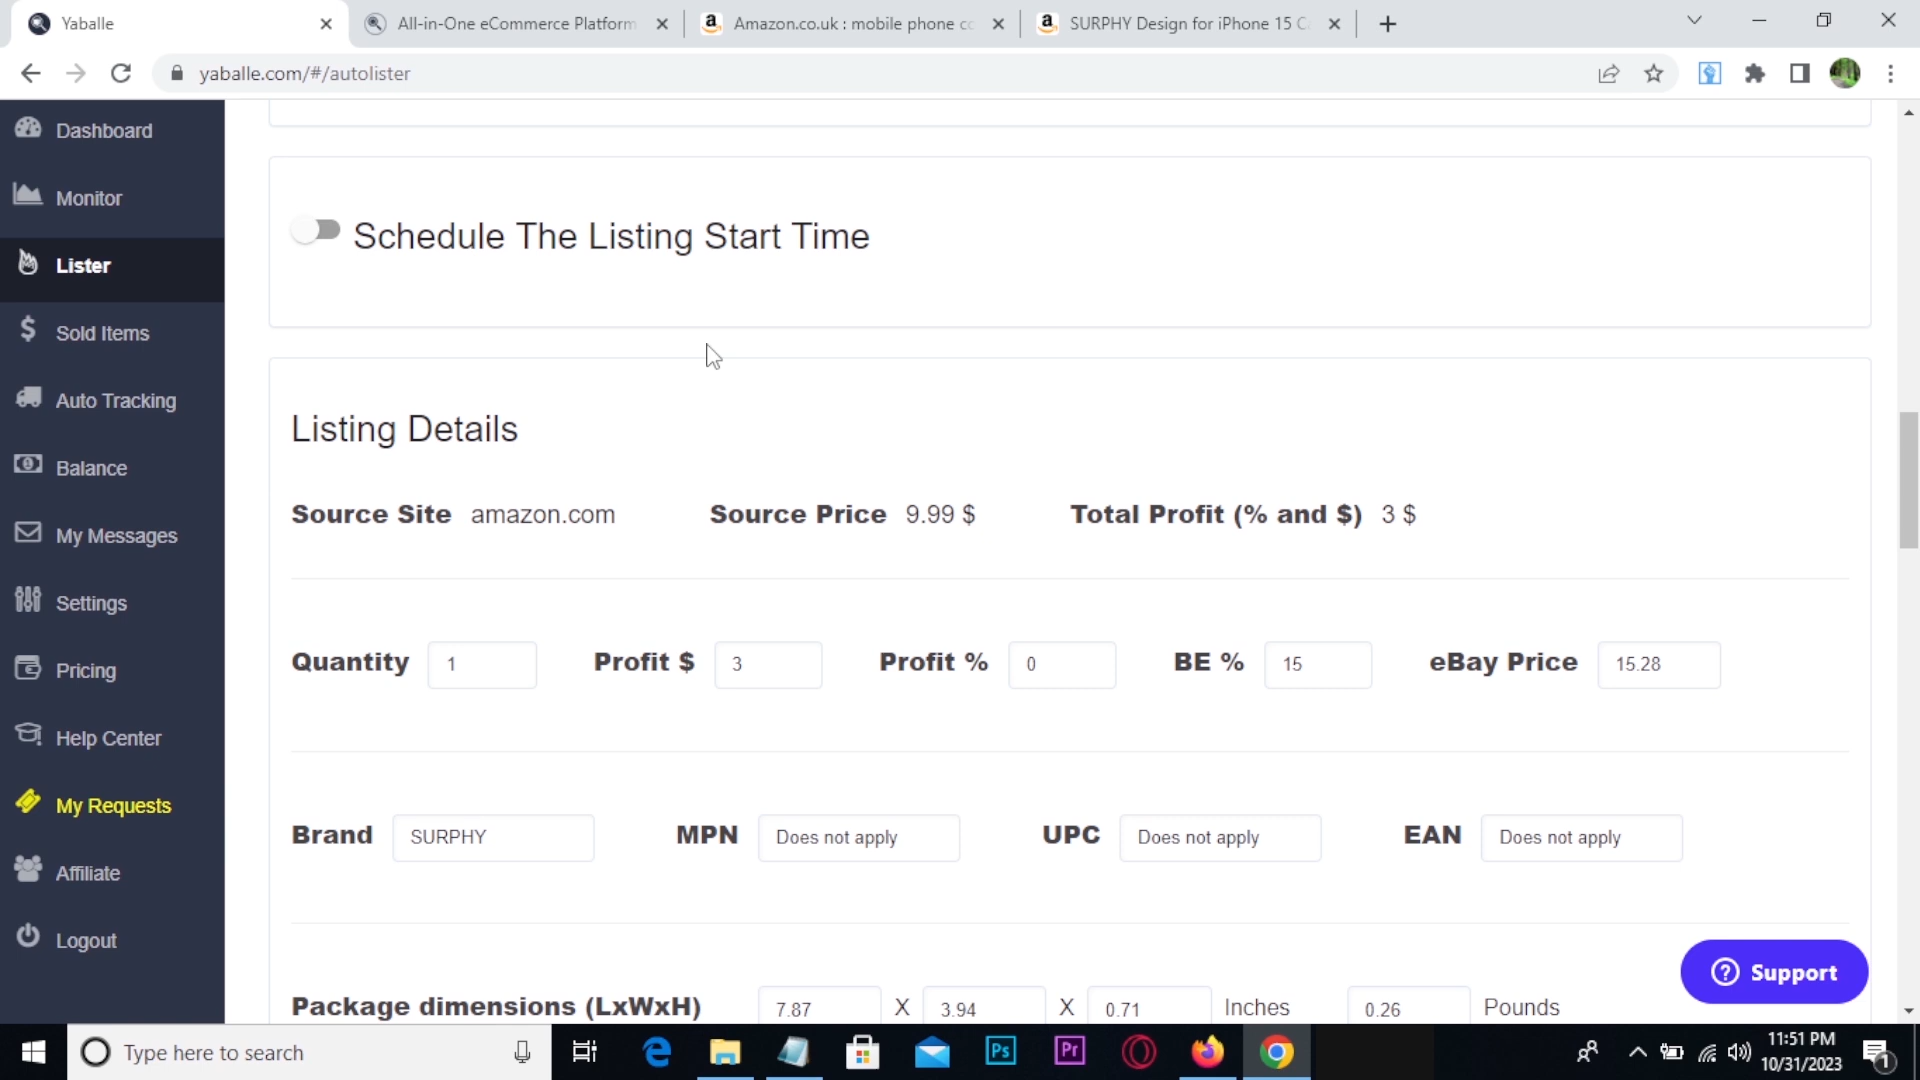 Yaballe
All-in-One eCommerce Platform
Amazon.co.uk : mobile phone cc
SURPHY Design for iPhone 15 C
yaballe.com/#/autolister
Dashboard
Monitor
Lister
Sold Items
Auto Tracking
Balance
My Messages
Settings
Pricing
Help Center
My Requests
Affiliate
Logout
Schedule The Listing Start Time
Listing Details
Source Site amazon.com Source Price 9.99 $ Total Profit (% and $) 3 $
Quantity 1 Profit $ 3 Profit % 0 BE % 15 eBay Price 15.28
Brand SURPHY MPN Does not apply UPC Does not apply EAN Does not apply
Package dimensions (LxWxH) 7.87 X 3.94 X 0.71 Inches 0.26 Pounds
Support
Type here to search
Ps
Pr
11:51 PM
10/31/2023
1